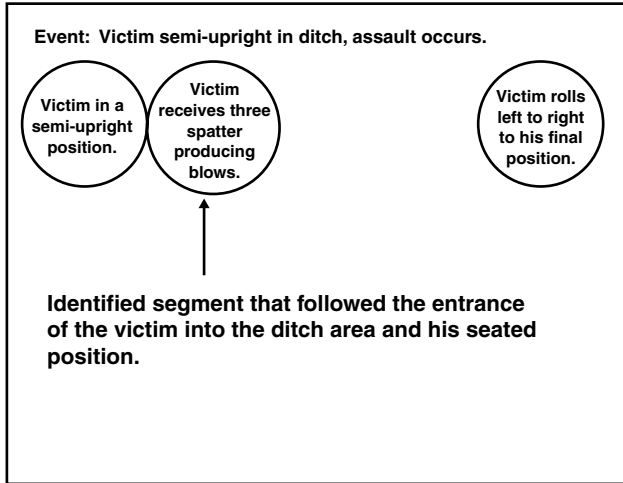 Event: Victim semi-upright in ditch, assault occurs.
Victim in a
semi-upright
position.
Victim
receives three
spatter
producing
blows.
Victim rolls
left to right
to his final
position.
Identified segment that followed the entrance
of the victim into the ditch area and his seated
position.